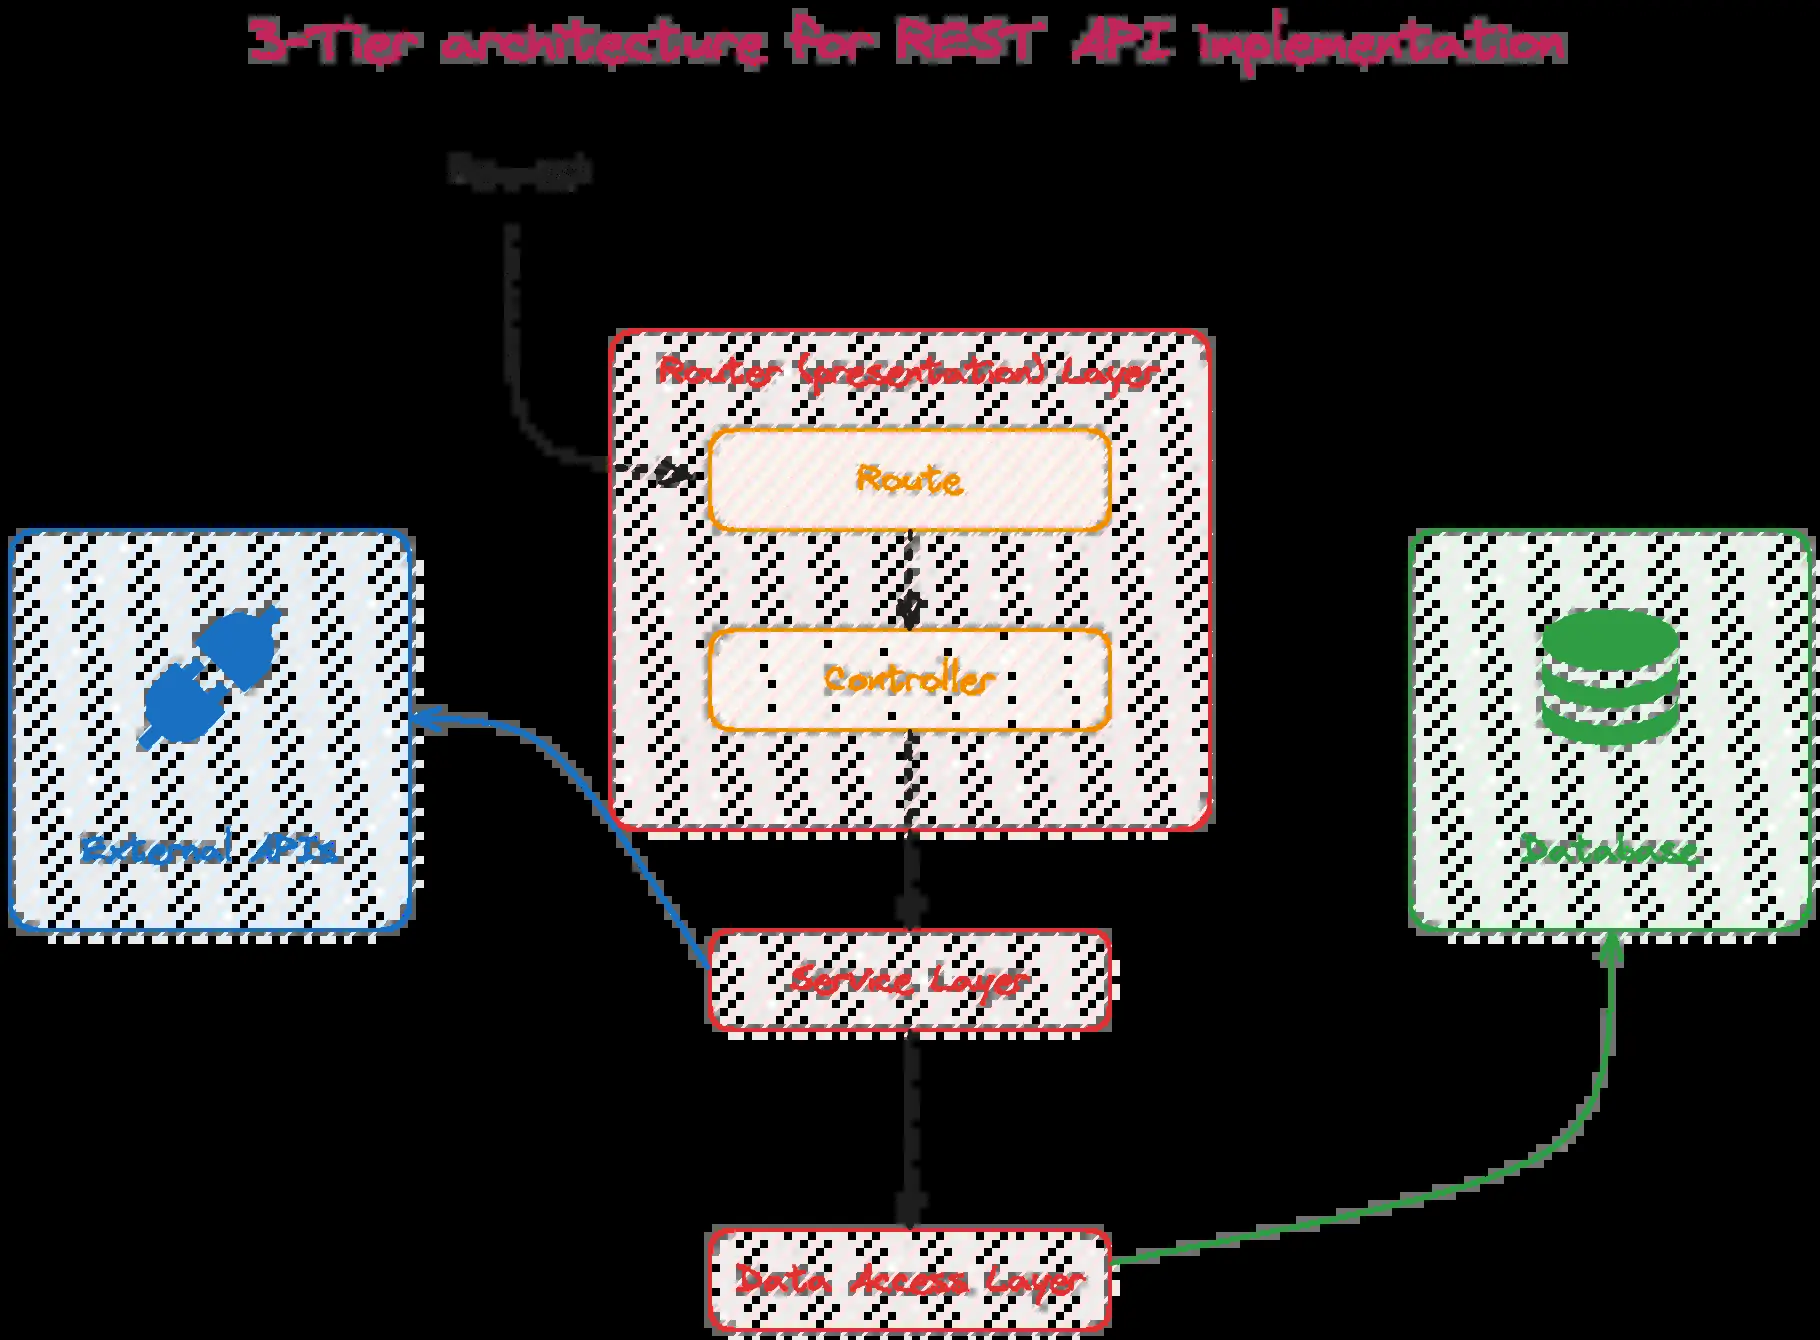 3-Tier architecture for REST API implementation
Request
Router (presentation) Layer
Route
Controller
External APIs
Database
Service Layer
Data Access Layer